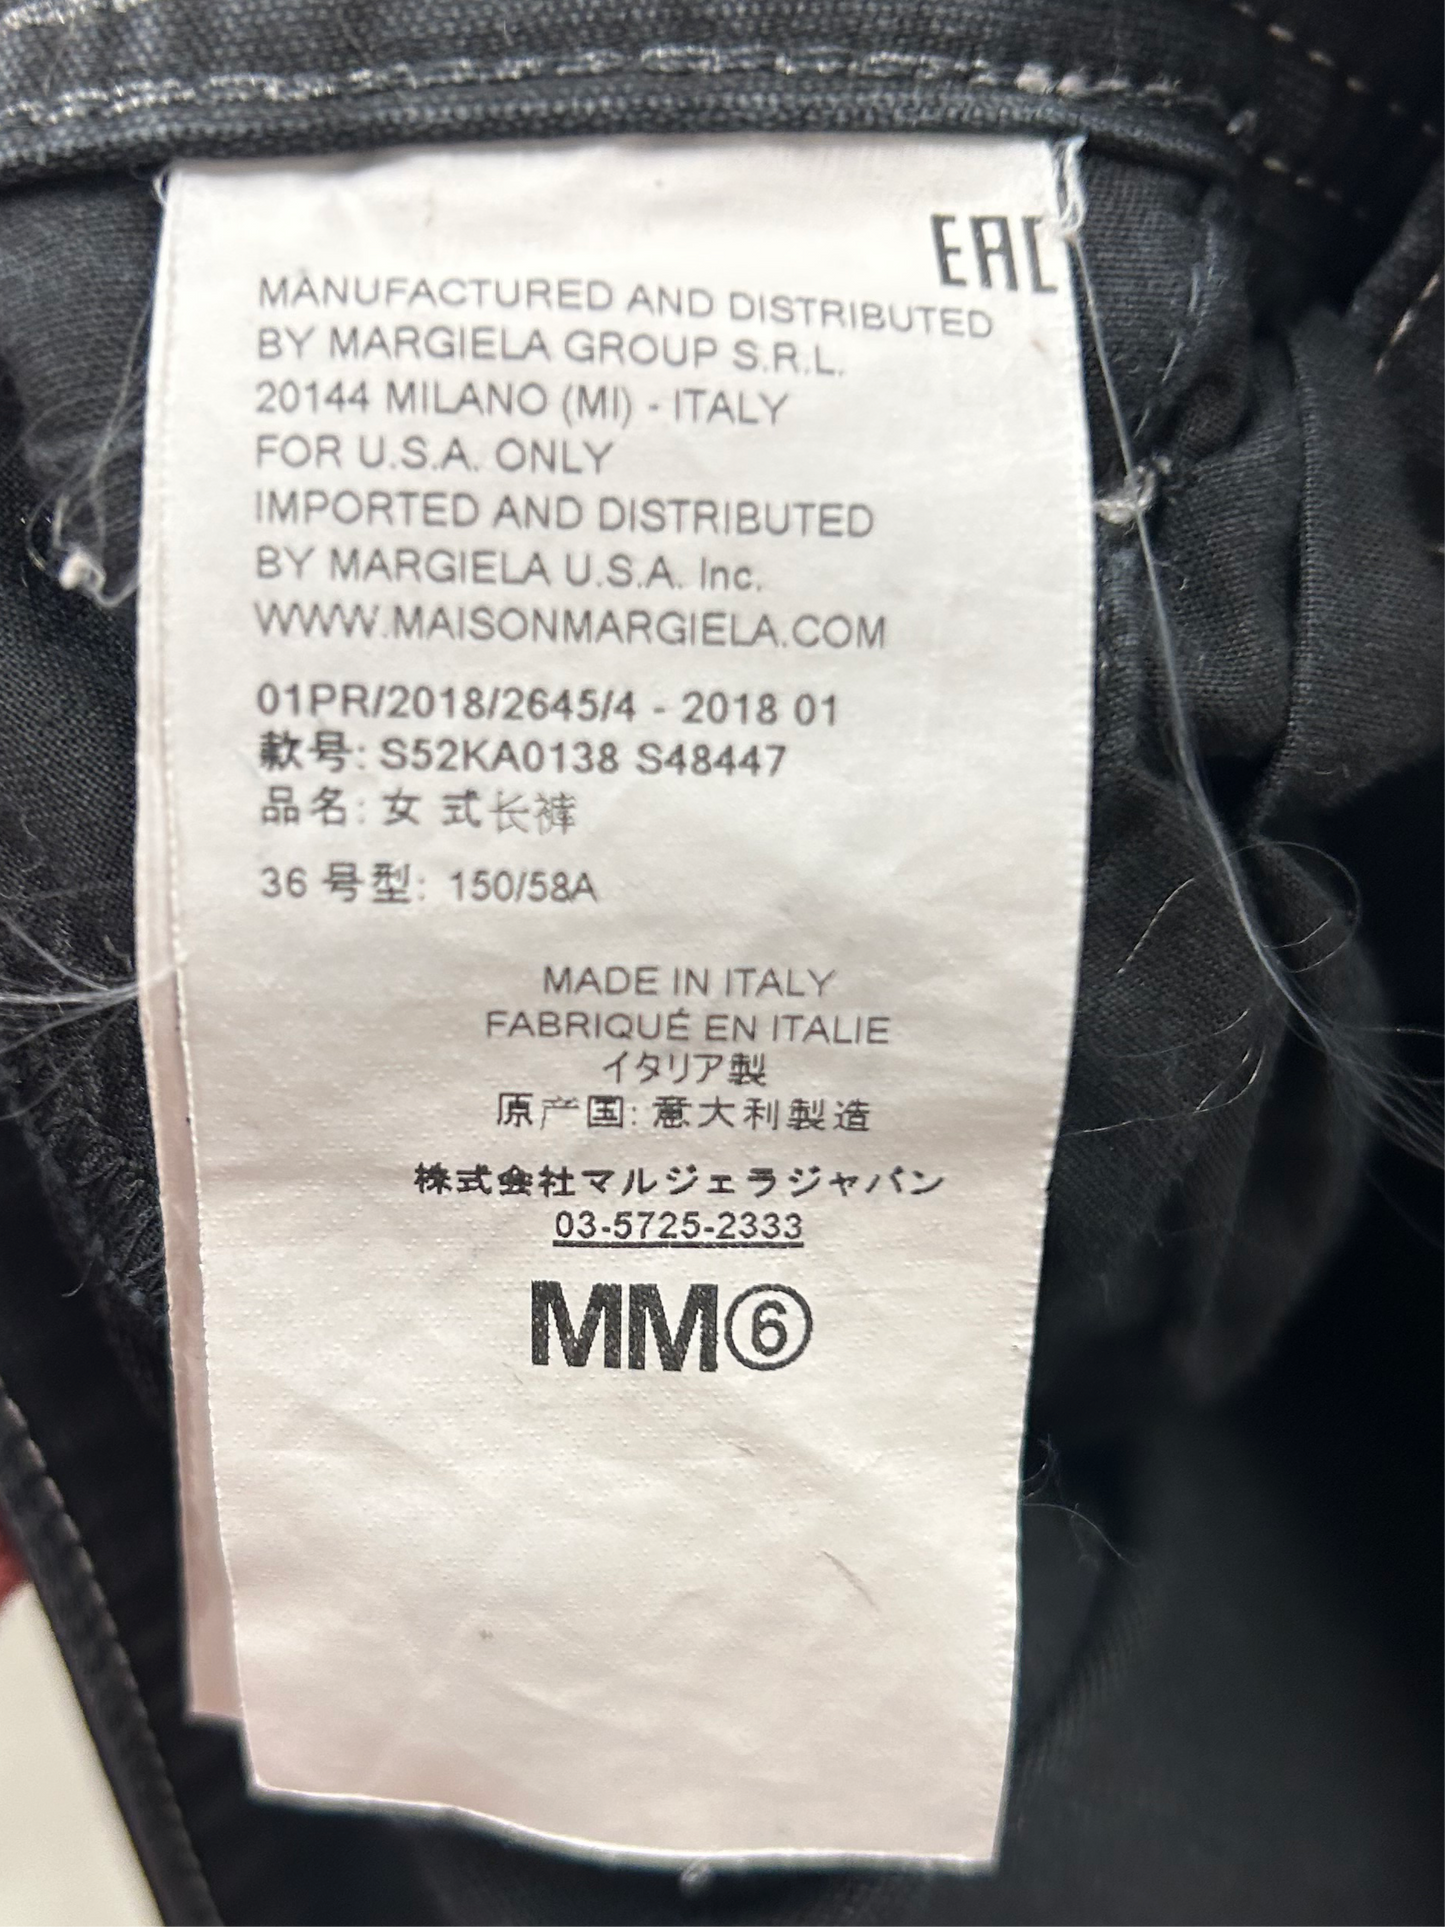 EAC
MANUFACTURED AND DISTRIBUTED
BY MARGIELA GROUP S.R.L.
20144 MILANO (MI) - ITALY
FOR U.S.A. ONLY
IMPORTED AND DISTRIBUTED
BY MARGIELA U.S.A. Inc.
WWW.MAISONMARGIELA.COM
01PR/2018/2645/4 - 2018 01
款号: S52KA0138 S48447
品名: 女 式长裤
36 号型: 150/58A
MADE IN ITALY
FABRIQUÉ EN ITALIE
イタリア製
原产国: 意大利製造
株式会社マルジェラジャパン
03-5725-2333
MM⑥